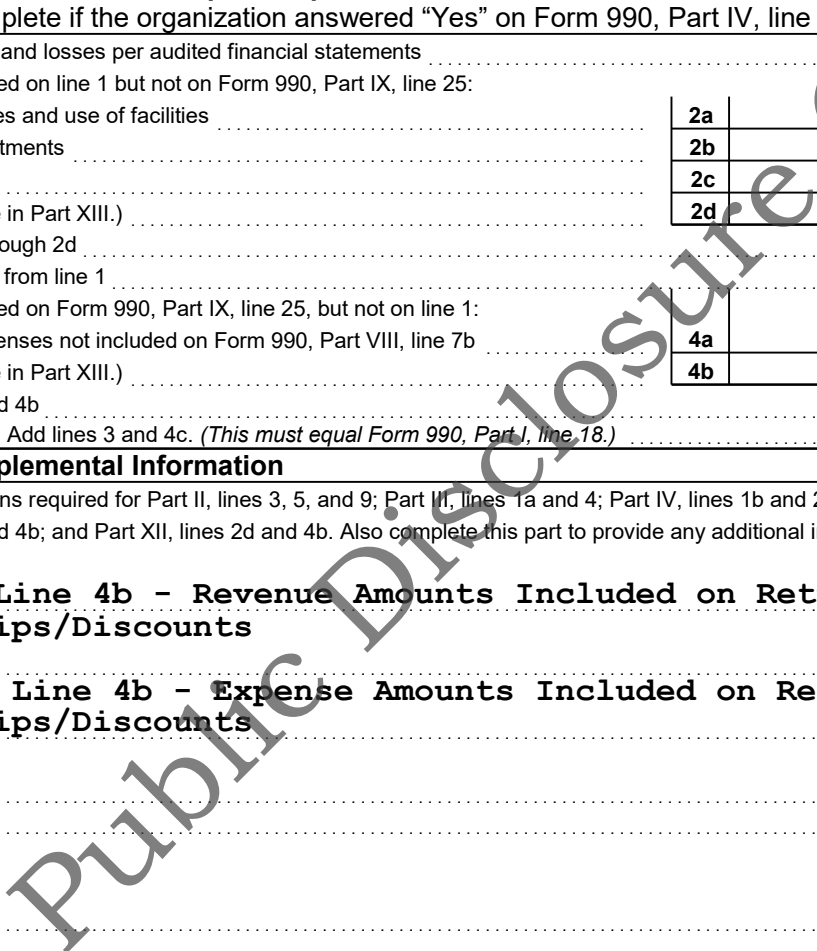 plete if the organization answered “Yes” on Form 990, Part IV, line
and losses per audited financial statements
ed on line 1 but not on Form 990, Part IX, line 25:
es and use of facilities 2a
tments 2b
2c
e in Part XIII.) 2d
ough 2d
from line 1
ed on Form 990, Part IX, line 25, but not on line 1:
enses not included on Form 990, Part VIII, line 7b 4a
e in Part XIII.) 4b
d 4b
Add lines 3 and 4c. (This must equal Form 990, Part I, line 18.)
plemental Information
ns required for Part II, lines 3, 5, and 9; Part III, lines 1a and 4; Part IV, lines 1b and 2
d 4b; and Part XII, lines 2d and 4b. Also complete this part to provide any additional i
Line 4b - Revenue Amounts Included on Ret
ips/Discounts
Line 4b - Expense Amounts Included on Re
ips/Discounts
Public Disclosure